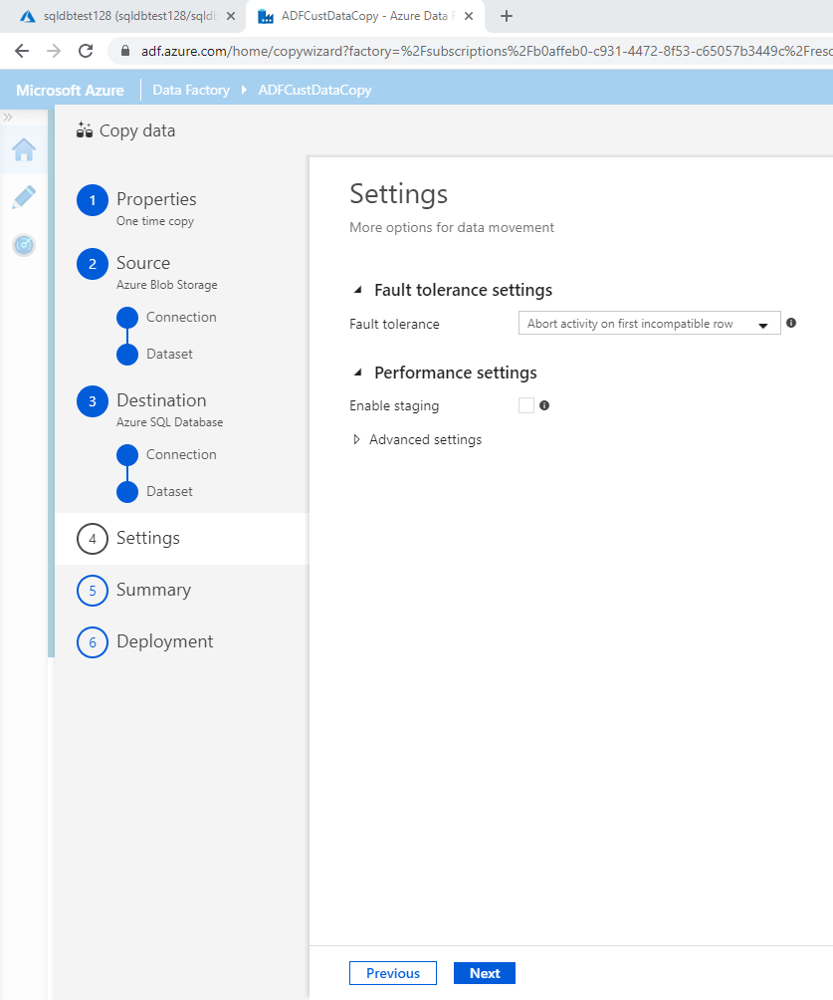 sqldbtest128 (sqldbtest128/sqldb
ADFCustDataCopy - Azure Data F
adf.azure.com/home/copywizard?factory=%2Fsubscriptions%2Fb0affeb0-c931-4472-8f53-c65057b3449c%2Fresc
Microsoft Azure
Data Factory
ADFCustDataCopy
Copy data
1 Properties
One time copy
2 Source
Azure Blob Storage
Connection
Dataset
3 Destination
Azure SQL Database
Connection
Dataset
4 Settings
5 Summary
6 Deployment
Settings
More options for data movement
Fault tolerance settings
Fault tolerance
Abort activity on first incompatible row
Performance settings
Enable staging
Advanced settings
Previous
Next